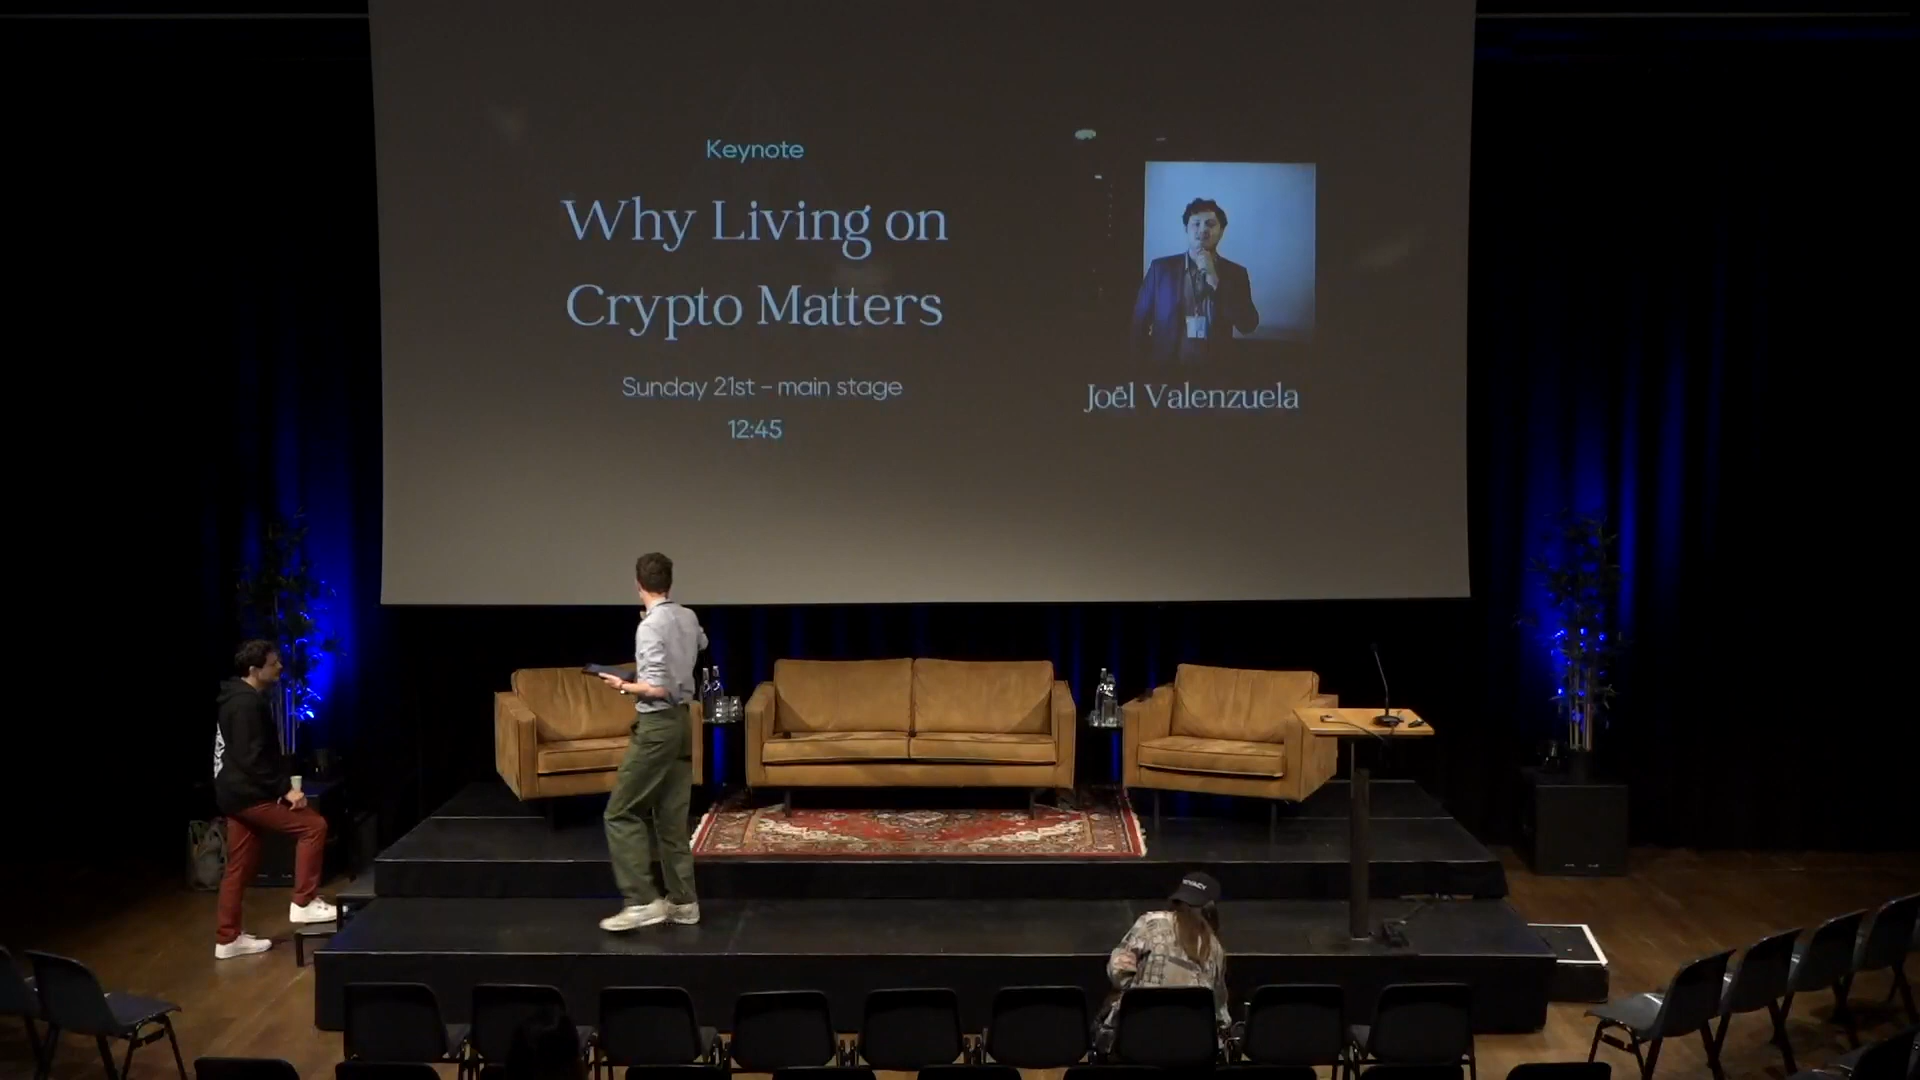 Keynote
Why Living on
Crypto Matters
Sunday 21st – main stage
12:45
Joël Valenzuela